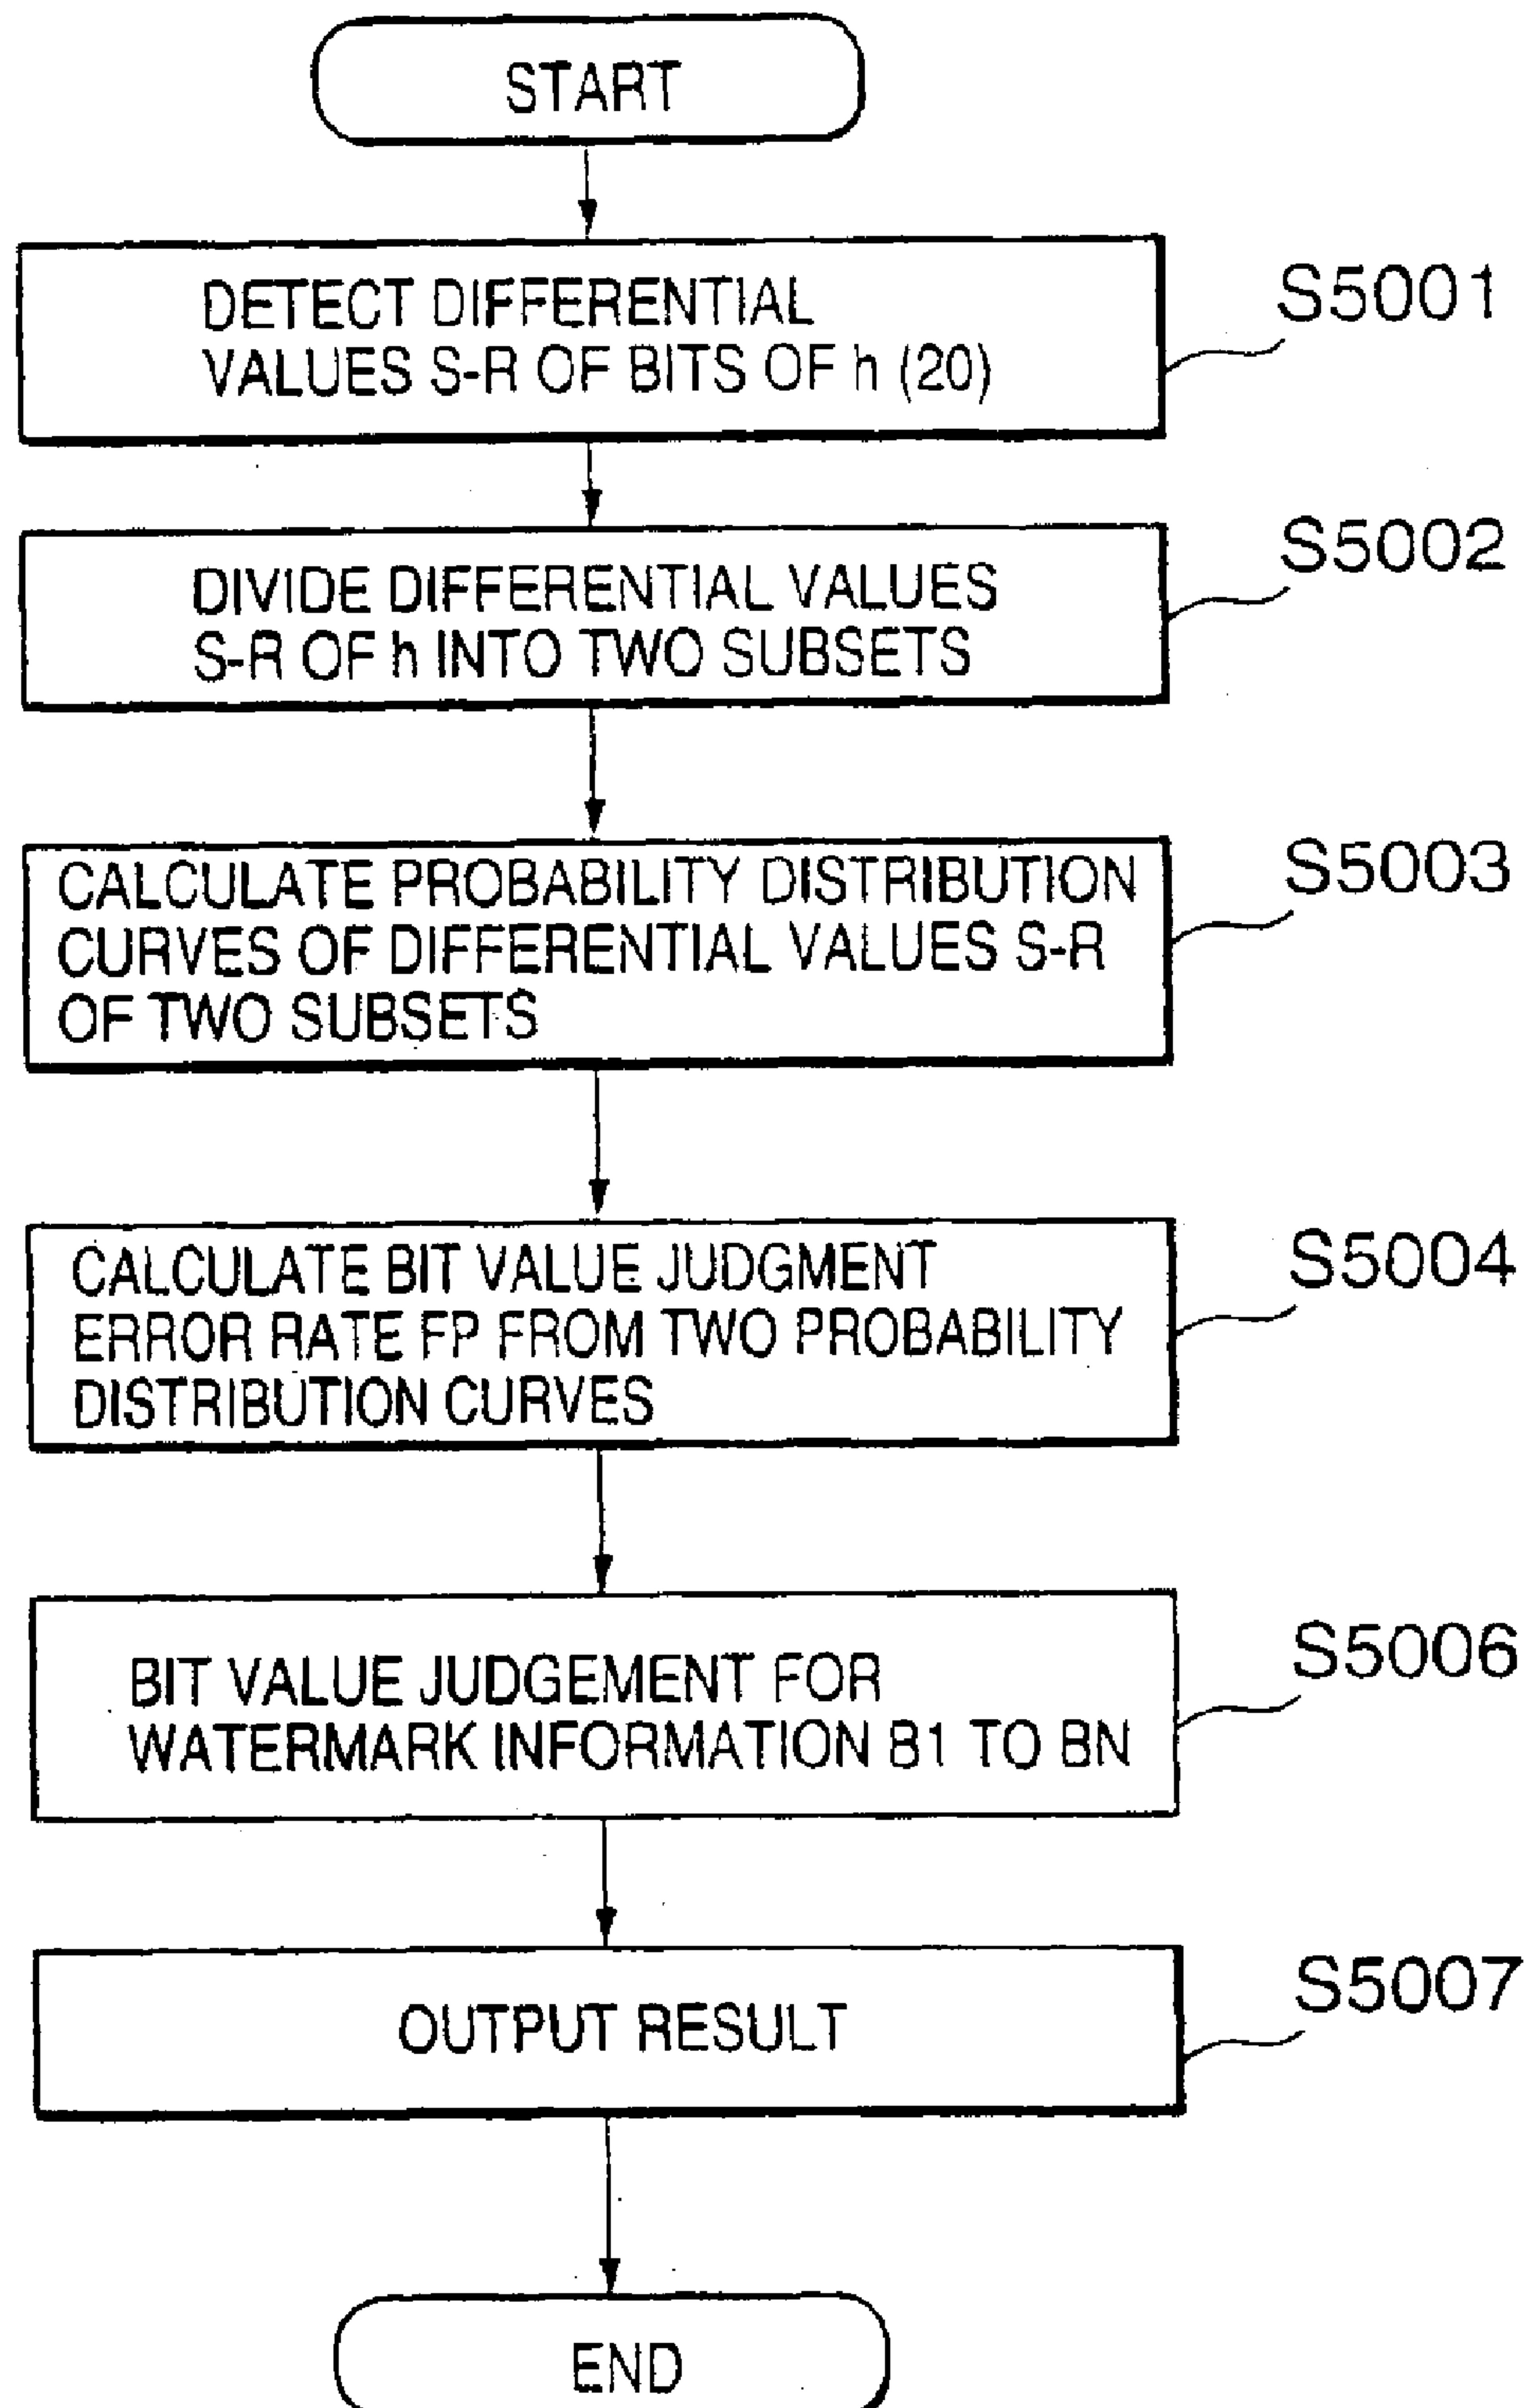 START
DETECT DIFFERENTIAL
VALUES S-R OF BITS OF h (20)
S5001
DIVIDE DIFFERENTIAL VALUES
S-R OF h INTO TWO SUBSETS
S5002
CALCULATE PROBABILITY DISTRIBUTION
CURVES OF DIFFERENTIAL VALUES S-R
OF TWO SUBSETS
S5003
CALCULATE BIT VALUE JUDGMENT
ERROR RATE FP FROM TWO PROBABILITY
DISTRIBUTION CURVES
S5004
BIT VALUE JUDGEMENT FOR
WATERMARK INFORMATION B1 TO BN
S5006
OUTPUT RESULT
S5007
END